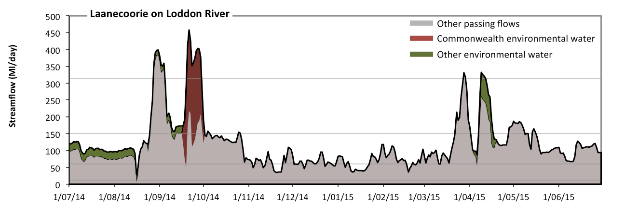 Laanecoorie on Loddon River
Streamflow (Ml/day)
500
450
400
350
300
250
200
150
100
50
0
Other passing flows
Commonwealth environmental water
Other environmental water
1/07/14 1/08/14 1/09/14 1/10/14 1/11/14 1/12/14 1/01/15 1/02/15 1/03/15 1/04/15 1/05/15 1/06/15